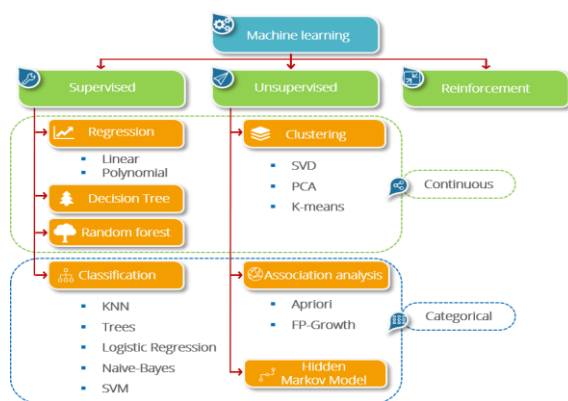 Machine learning
Supervised
Unsupervised
Reinforcement
Regression
Linear
Polynomial
Decision Tree
Random forest
Clustering
SVD
PCA
K-means
Continuous
Classification
KNN
Trees
Logistic Regression
Naive-Bayes
SVM
Association analysis
Apriori
FP-Growth
Hidden
Markov Model
Categorical